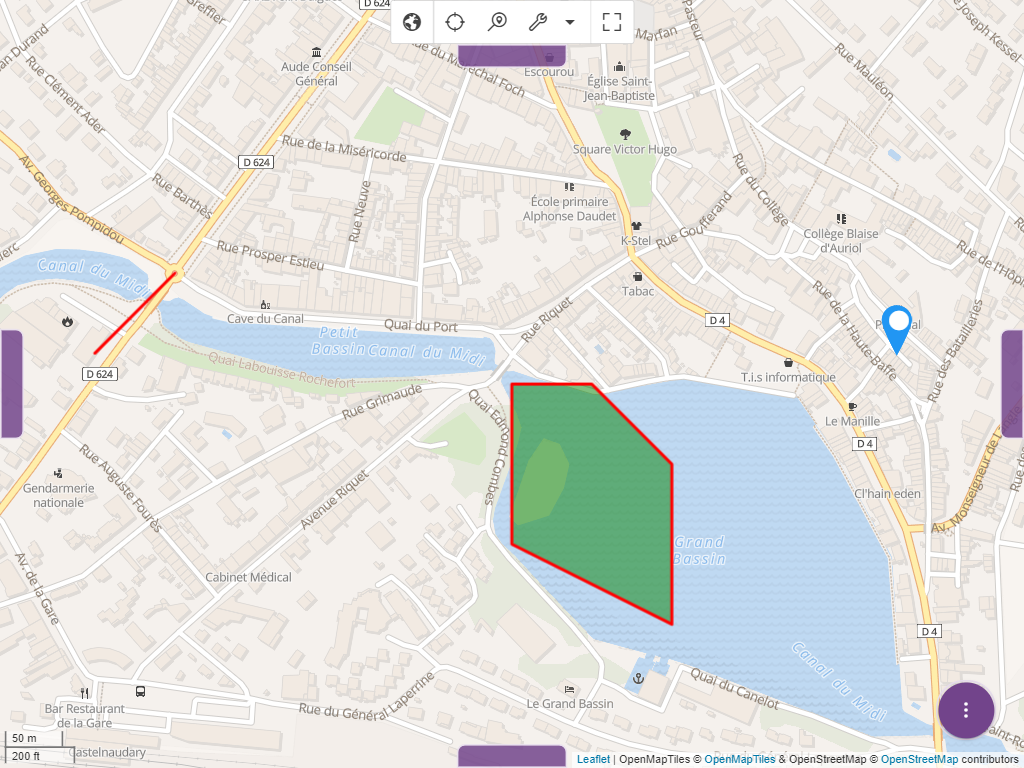 D 624
Greffler
Jean Durand
Rue Clément Ader
Aude Conseil
Général
Rue du Maréchal Foch
Escourou
Marfan
Pasteur
Rue Mauléon
Joseph Kessel
Église Saint-
Jean-Baptiste
Square Victor Hugo
D 624
Rue de la Miséricorde
Av. Georges Pompidou
Rue Barthès
Rue Neuve
École primaire
Alphonse Daudet
K-Stel
Rue Goufferand
Rue du Collège
Collège Blaise
d'Auriol
Rue de l'Hôpi
Rue Prosper Estieu
Canal du Midi
Tabac
Cave du Canal
Quai du Port
Rue Riquet
D 4
Rue de la Haute-Baffe
Rue des Batailleries
Petit
Bassin
Canal du Midi
Quai Labouisse Rochefort
D 624
T.i.s informatique
Rue Grimaude
Quai Edmond Combes
Le Manille
D 4
Rue Auguste Fourès
Gendarmerie
nationale
Avenue Riquet
Cl'hain eden
Av. Monseigneur de
Grand
Bassin
Av. de la Gare
Cabinet Médical
D 4
Canal du Midi
Quai du Canelot
Rue du Général Laperrine
Le Grand Bassin
Bar Restaurant
de la Gare
50 m
200 ft
Castelnaudary
Leaflet | OpenMapTiles © OpenMapTiles & OpenStreetMap © OpenStreetMap contributors